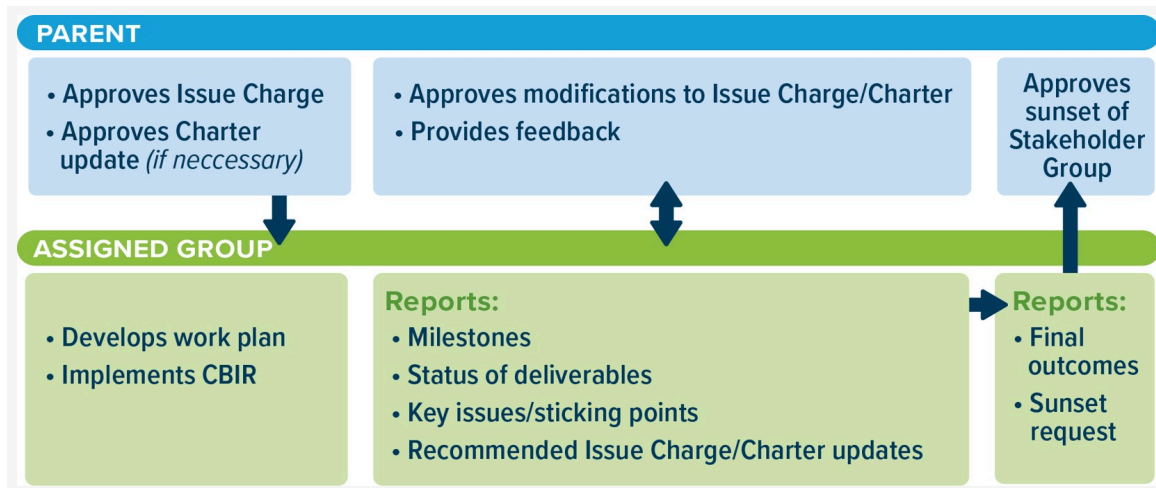 PARENT
• Approves Issue Charge
• Approves Charter
update (if neccessary)
• Approves modifications to Issue Charge/Charter
• Provides feedback
Approves
sunset of
Stakeholder
Group
ASSIGNED GROUP
• Develops work plan
• Implements CBIR
Reports:
• Milestones
• Status of deliverables
• Key issues/sticking points
• Recommended Issue Charge/Charter updates
Reports:
• Final
outcomes
• Sunset
request